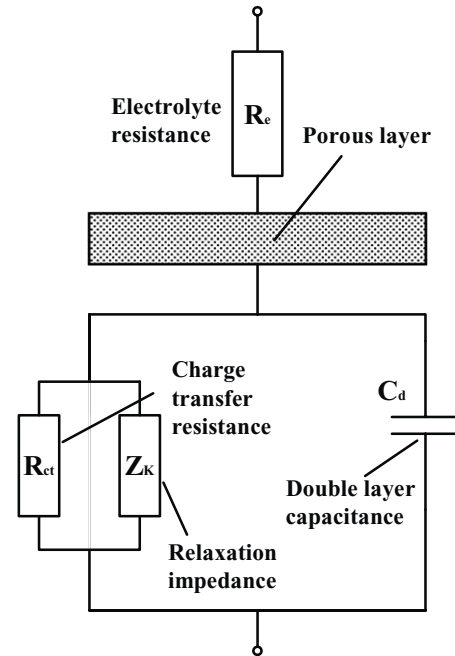 Electrolyte
resistance
Re
Porous layer
Charge
transfer
resistance
Cd
Rct
ZK
Double layer
capacitance
Relaxation
impedance